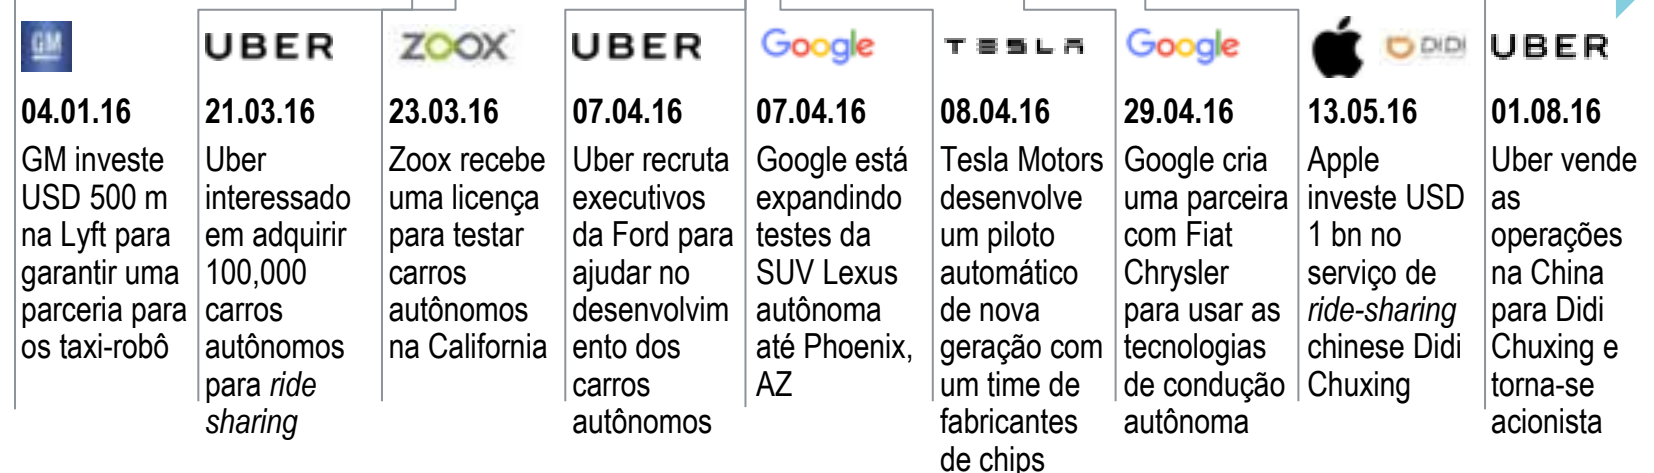 GM
04.01.16
GM investe
USD 500 m
na Lyft para
garantir uma
parceria para
os taxi-robô
UBER
21.03.16
Uber
interessado
em adquirir
100,000
carros
autônomos
para ride
sharing
ZOOX
23.03.16
Zoox recebe
uma licença
para testar
carros
autônomos
na California
UBER
07.04.16
Uber recruta
executivos
da Ford para
ajudar no
desenvolvim
ento dos
carros
autônomos
Google
07.04.16
Google está
expandindo
testes da
SUV Lexus
autônoma
até Phoenix,
AZ
TESLA
08.04.16
Tesla Motors
desenvolve
um piloto
automático
de nova
geração com
um time de
fabricantes
de chips
Google
29.04.16
Google cria
uma parceira
com Fiat
Chrysler
para usar as
tecnologias
de condução
autônoma
DiDi
13.05.16
Apple
investe USD
1 bn no
serviço de
ride-sharing
chinese Didi
Chuxing
UBER
01.08.16
Uber vende
as
operações
na China
para Didi
Chuxing e
torna-se
acionista